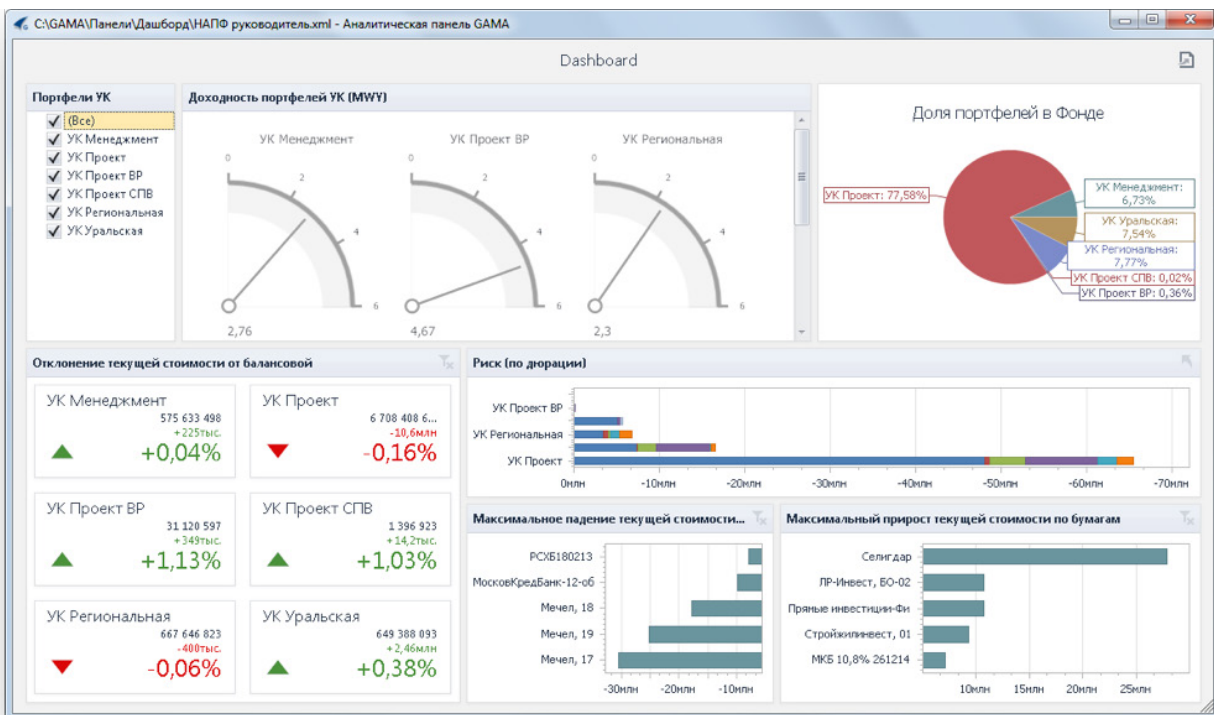 C:\GAMA\Панели\Дашборд\НАПФ руководитель.xml - Аналитическая панель GAMA
Dashboard
Портфели УК
(Все)
УК Менеджмент
УК Проект
УК Проект ВР
УК Проект СПВ
УК Региональная
УК Уральская
Доходность портфелей УК (MWY)
УК Менеджмент
0
2
4
6
2,76
УК Проект ВР
0
2
4
6
4,67
УК Региональная
0
2
4
6
2,3
Доля портфелей в Фонде
УК Проект: 77,58%
УК Менеджмент:
6,73%
УК Уральская:
7,54%
УК Региональная:
7,77%
УК Проект СПВ: 0,02%
УК Проект ВР: 0,36%
Отклонение текущей стоимости от балансовой
УК Менеджмент
575 633 498
+225тыс.
+0,04%
УК Проект
6 708 408 6...
-10,6млн
-0,16%
УК Проект ВР
31 120 597
+349тыс.
+1,13%
УК Проект СПВ
1 396 923
+14,2тыс.
+1,03%
УК Региональная
667 646 823
-400тыс.
-0,06%
УК Уральская
649 388 093
+2,46млн
+0,38%
Риск (по дюрации)
УК Проект ВР
УК Региональная
УК Проект
0млн -10млн -20млн -30млн -40млн -50млн -60млн -70млн
Максимальное падение текущей стоимости...
РСХБ180213
МосковКредБанк-12-об
Мечел, 18
Мечел, 19
Мечел, 17
-30млн -20млн -10млн
Максимальный прирост текущей стоимости по бумагам
Селигдар
ЛР-Инвест, БО-02
Пряные инвестиции-Фи
Стройжилинвест, 01
МКБ 10,8% 261214
10млн 15млн 20млн 25млн